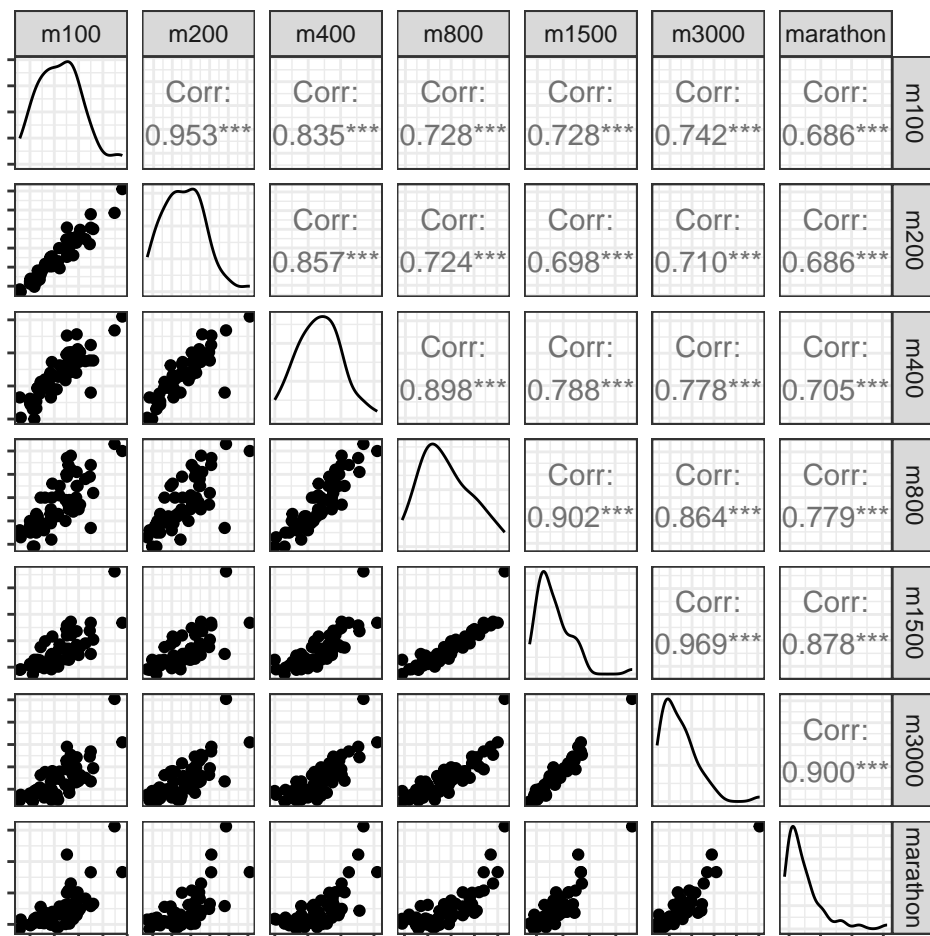 m100 m200 m400 m800 m1500 m3000 marathon
Corr: Corr: Corr: Corr: Corr: Corr:
0.953*** 0.835*** 0.728*** 0.728*** 0.742*** 0.686***
m100
Corr: Corr: Corr: Corr: Corr:
0.857*** 0.724*** 0.698*** 0.710*** 0.686***
m200
Corr: Corr: Corr: Corr:
0.898*** 0.788*** 0.778*** 0.705***
m400
Corr: Corr: Corr:
0.902*** 0.864*** 0.779***
m800
Corr: Corr:
0.969*** 0.878***
m1500
Corr:
0.900***
m3000
marathon